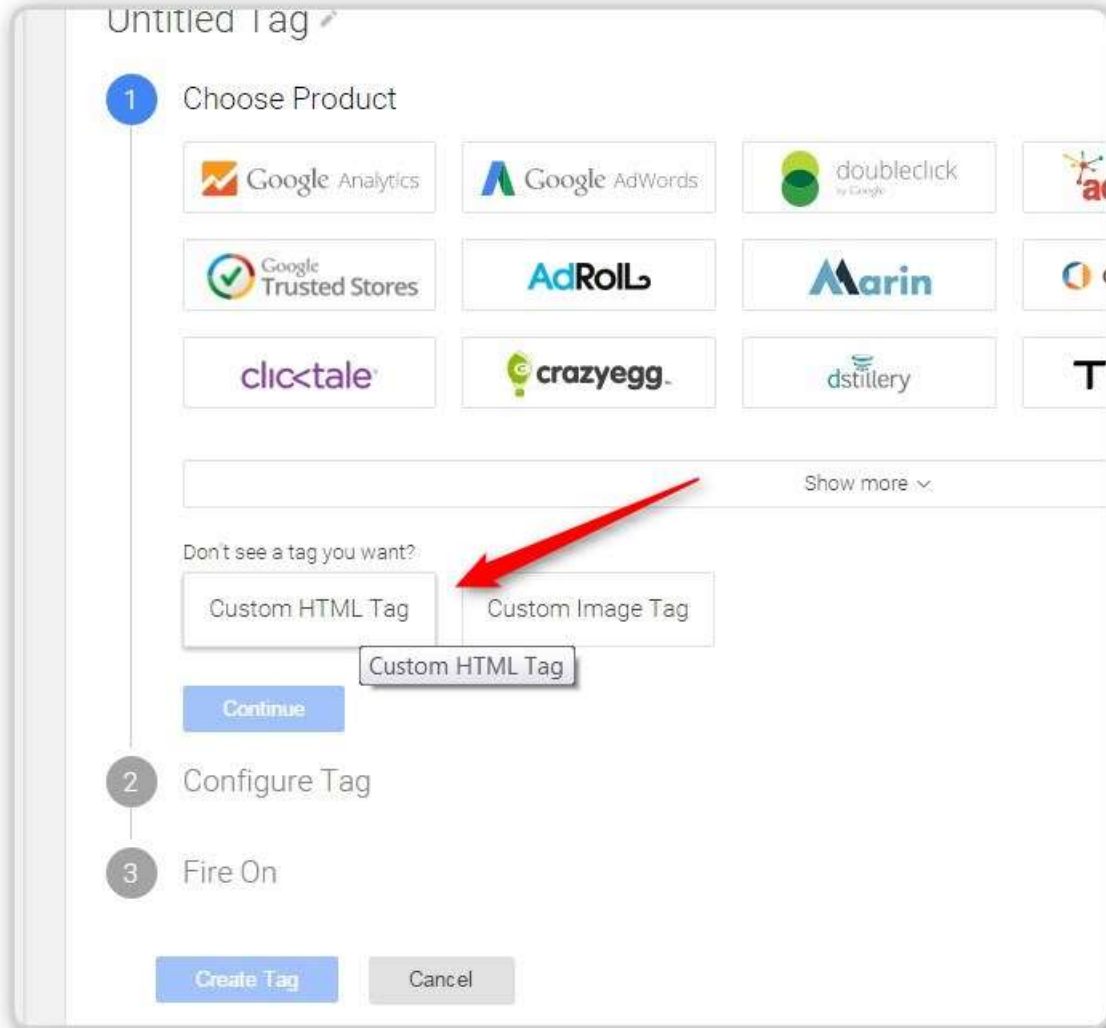 Untitled Tag
1 Choose Product
Google Analytics
Google AdWords
doubleclick
by Google
Google
Trusted Stores
AdRoll
Marin
clicktale
crazyegg
dstillery
Show more
Don't see a tag you want?
Custom HTML Tag
Custom Image Tag
Custom HTML Tag
Continue
2 Configure Tag
3 Fire On
Create Tag
Cancel